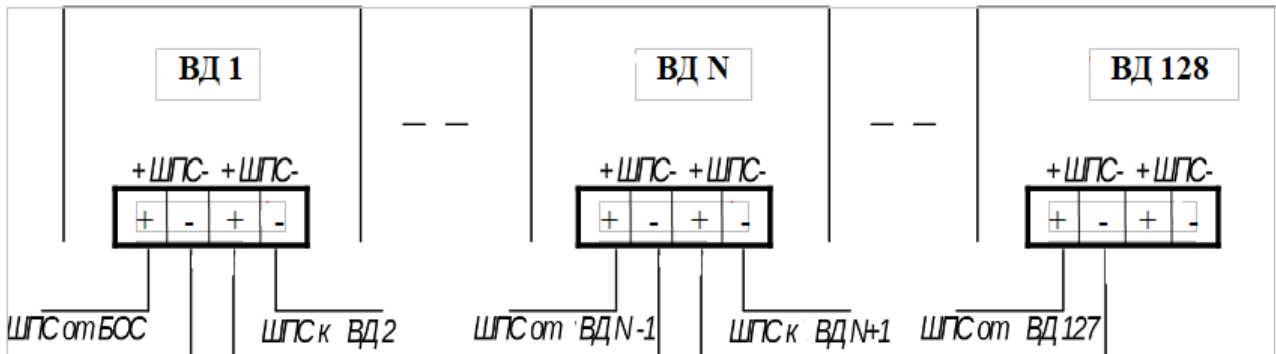 ВД 1 ВД N ВД 128
+ШПС- +ШПС- +ШПС- +ШПС- +ШПС- +ШПС-
+ - + - + - + - + - + -
ШПС от БОС ШПС к ВД 2 ШПС от ВД N-1 ШПС к ВД N+1 ШПС от ВД 127